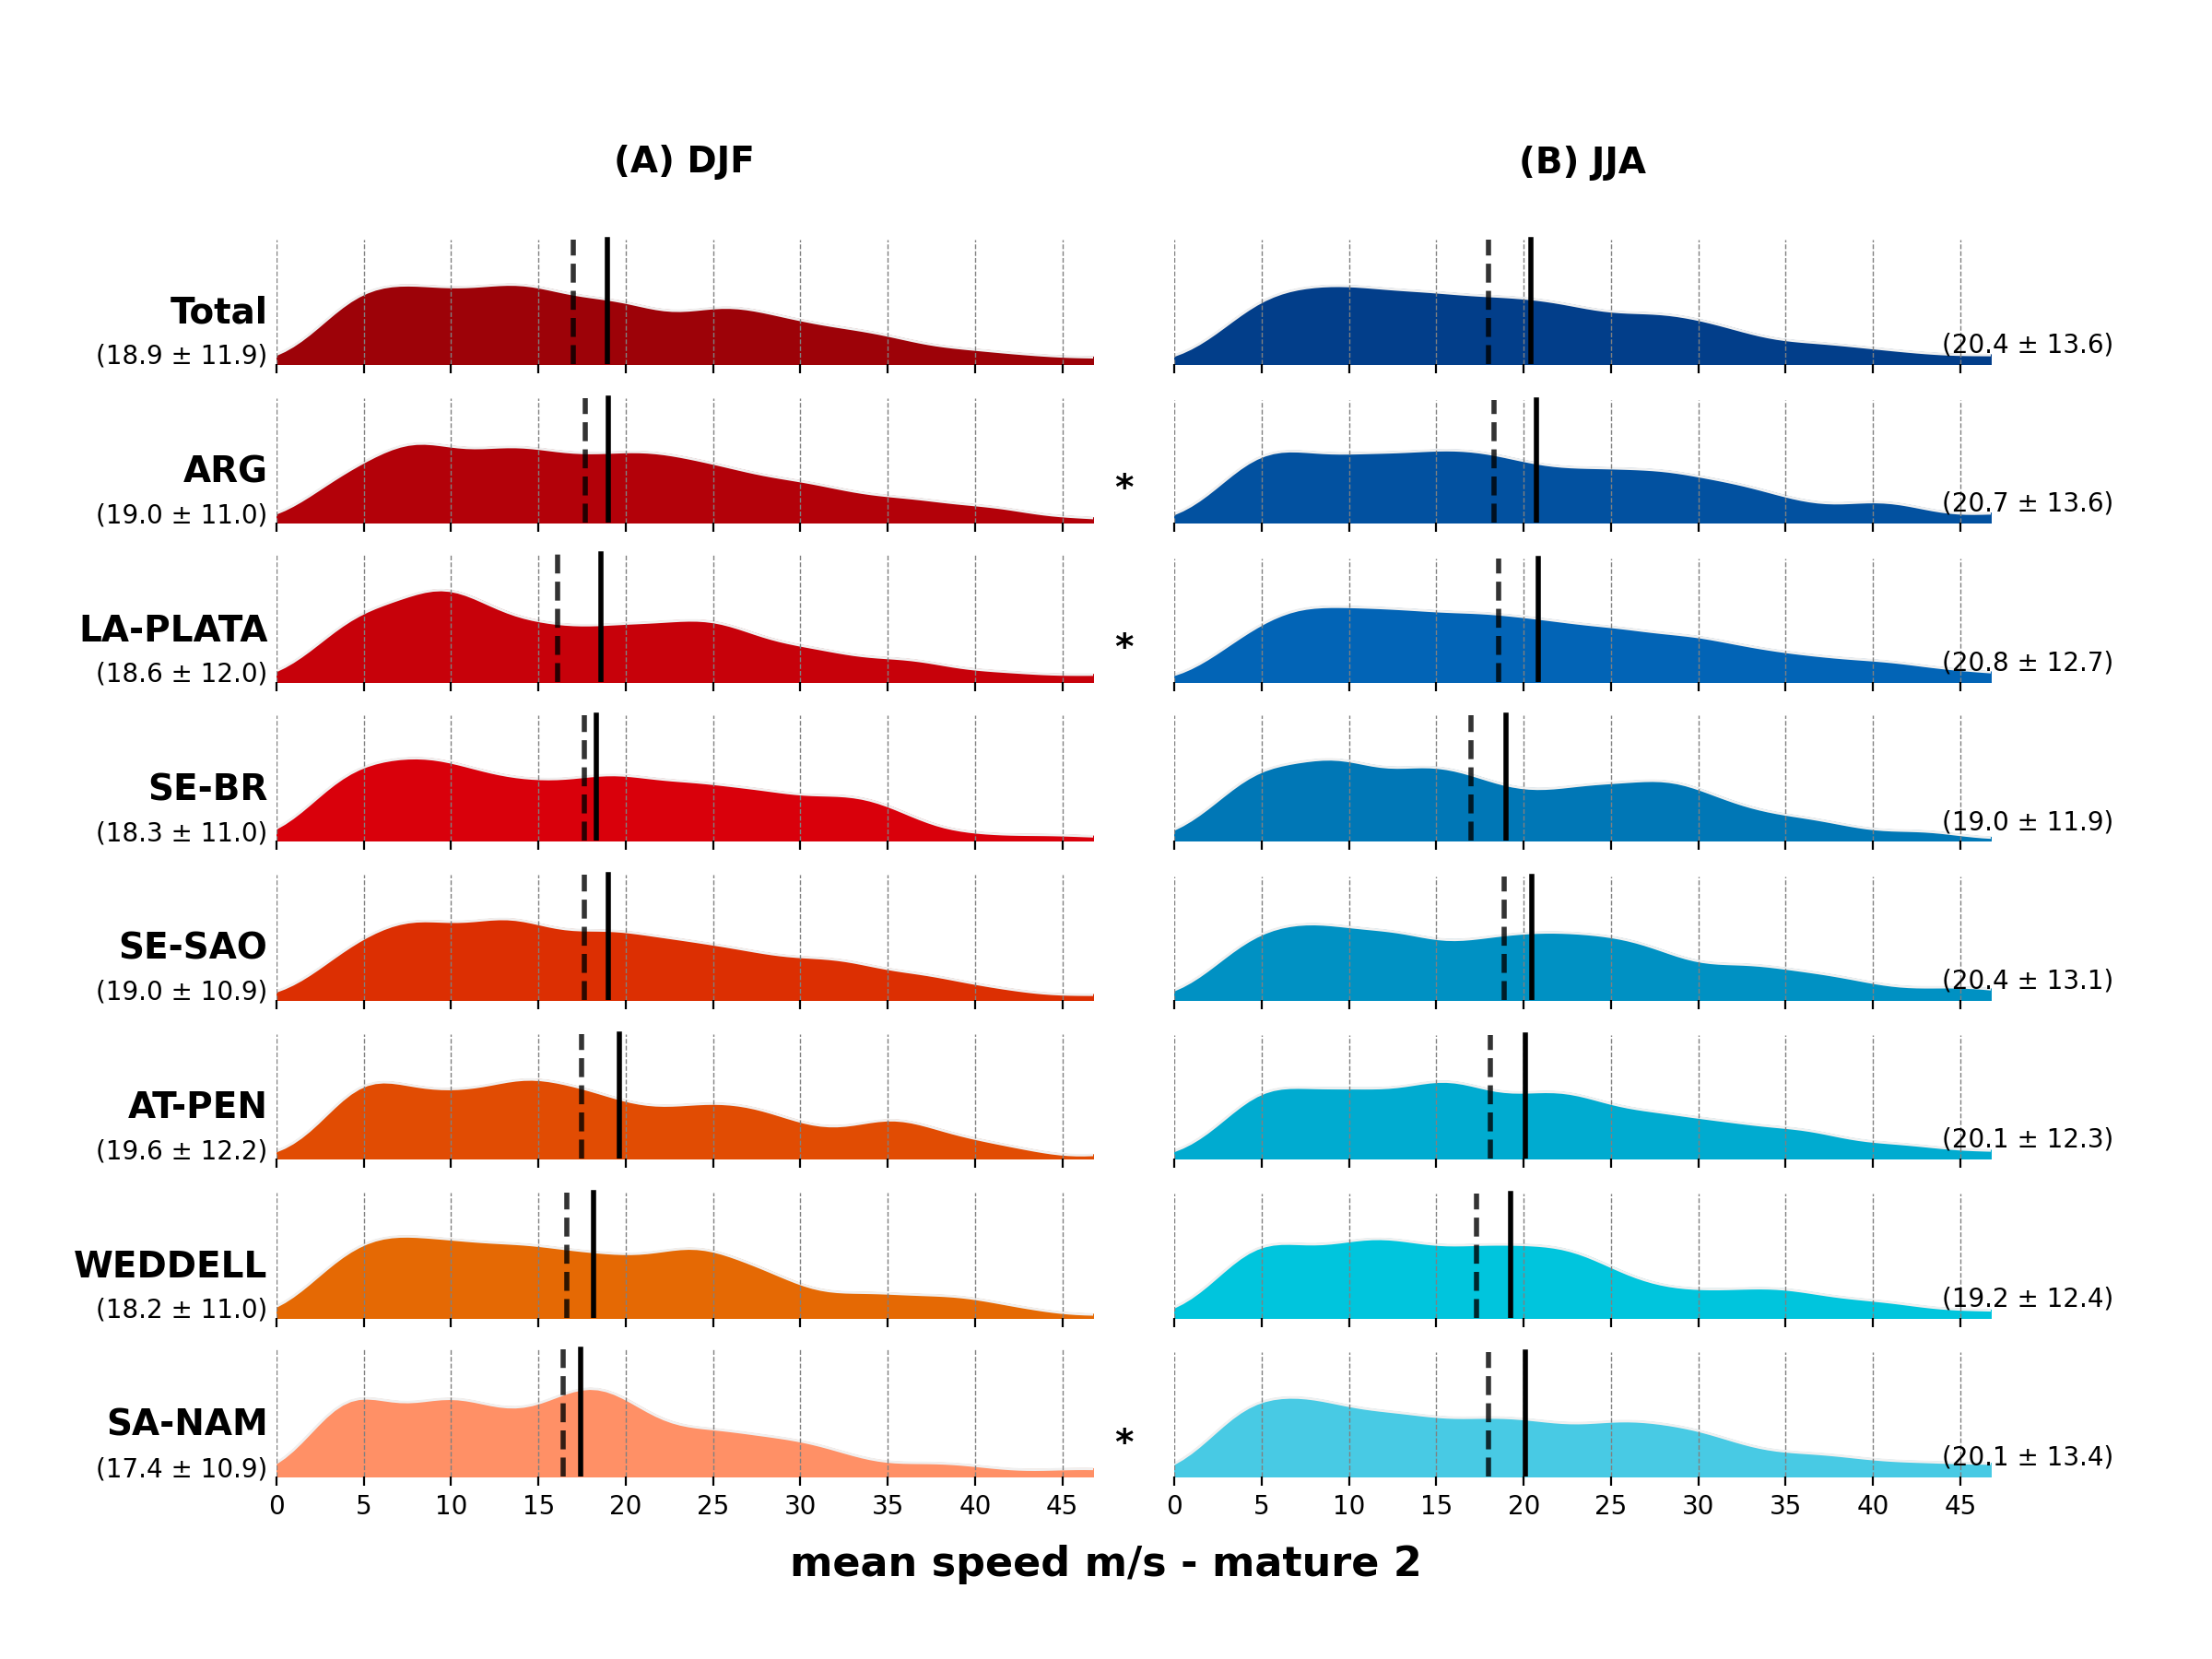 (A) DJF
(B) JJA
Total
(18.9 ± 11.9)
(20.4 ± 13.6)
ARG
(19.0 ± 11.0)
*
(20.7 ± 13.6)
LA-PLATA
(18.6 ± 12.0)
*
(20.8 ± 12.7)
SE-BR
(18.3 ± 11.0)
(19.0 ± 11.9)
SE-SAO
(19.0 ± 10.9)
(20.4 ± 13.1)
AT-PEN
(19.6 ± 12.2)
(20.1 ± 12.3)
WEDDELL
(18.2 ± 11.0)
(19.2 ± 12.4)
SA-NAM
(17.4 ± 10.9)
*
(20.1 ± 13.4)
0 5 10 15 20 25 30 35 40 45
0 5 10 15 20 25 30 35 40 45
mean speed m/s - mature 2